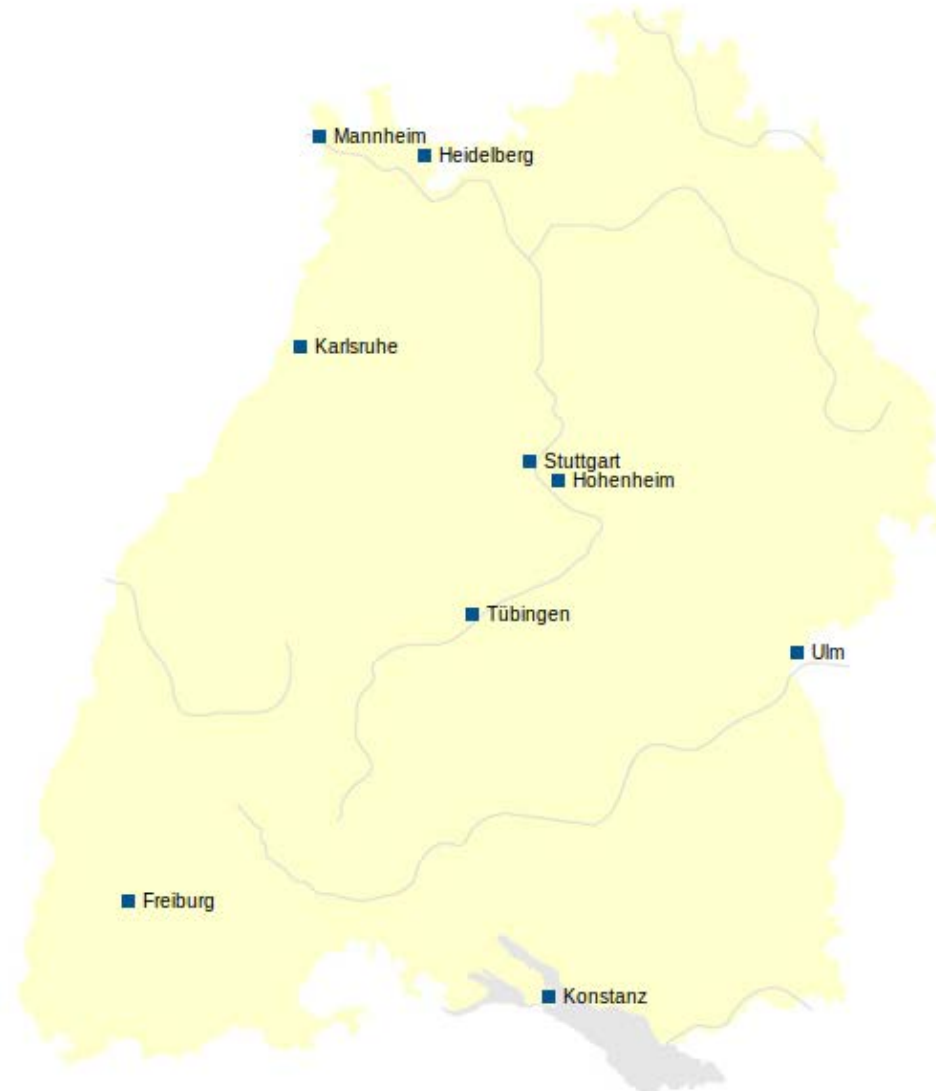 Mannheim
Heidelberg
Karlsruhe
Stuttgart
Hohenheim
Tübingen
Ulm
Freiburg
Konstanz